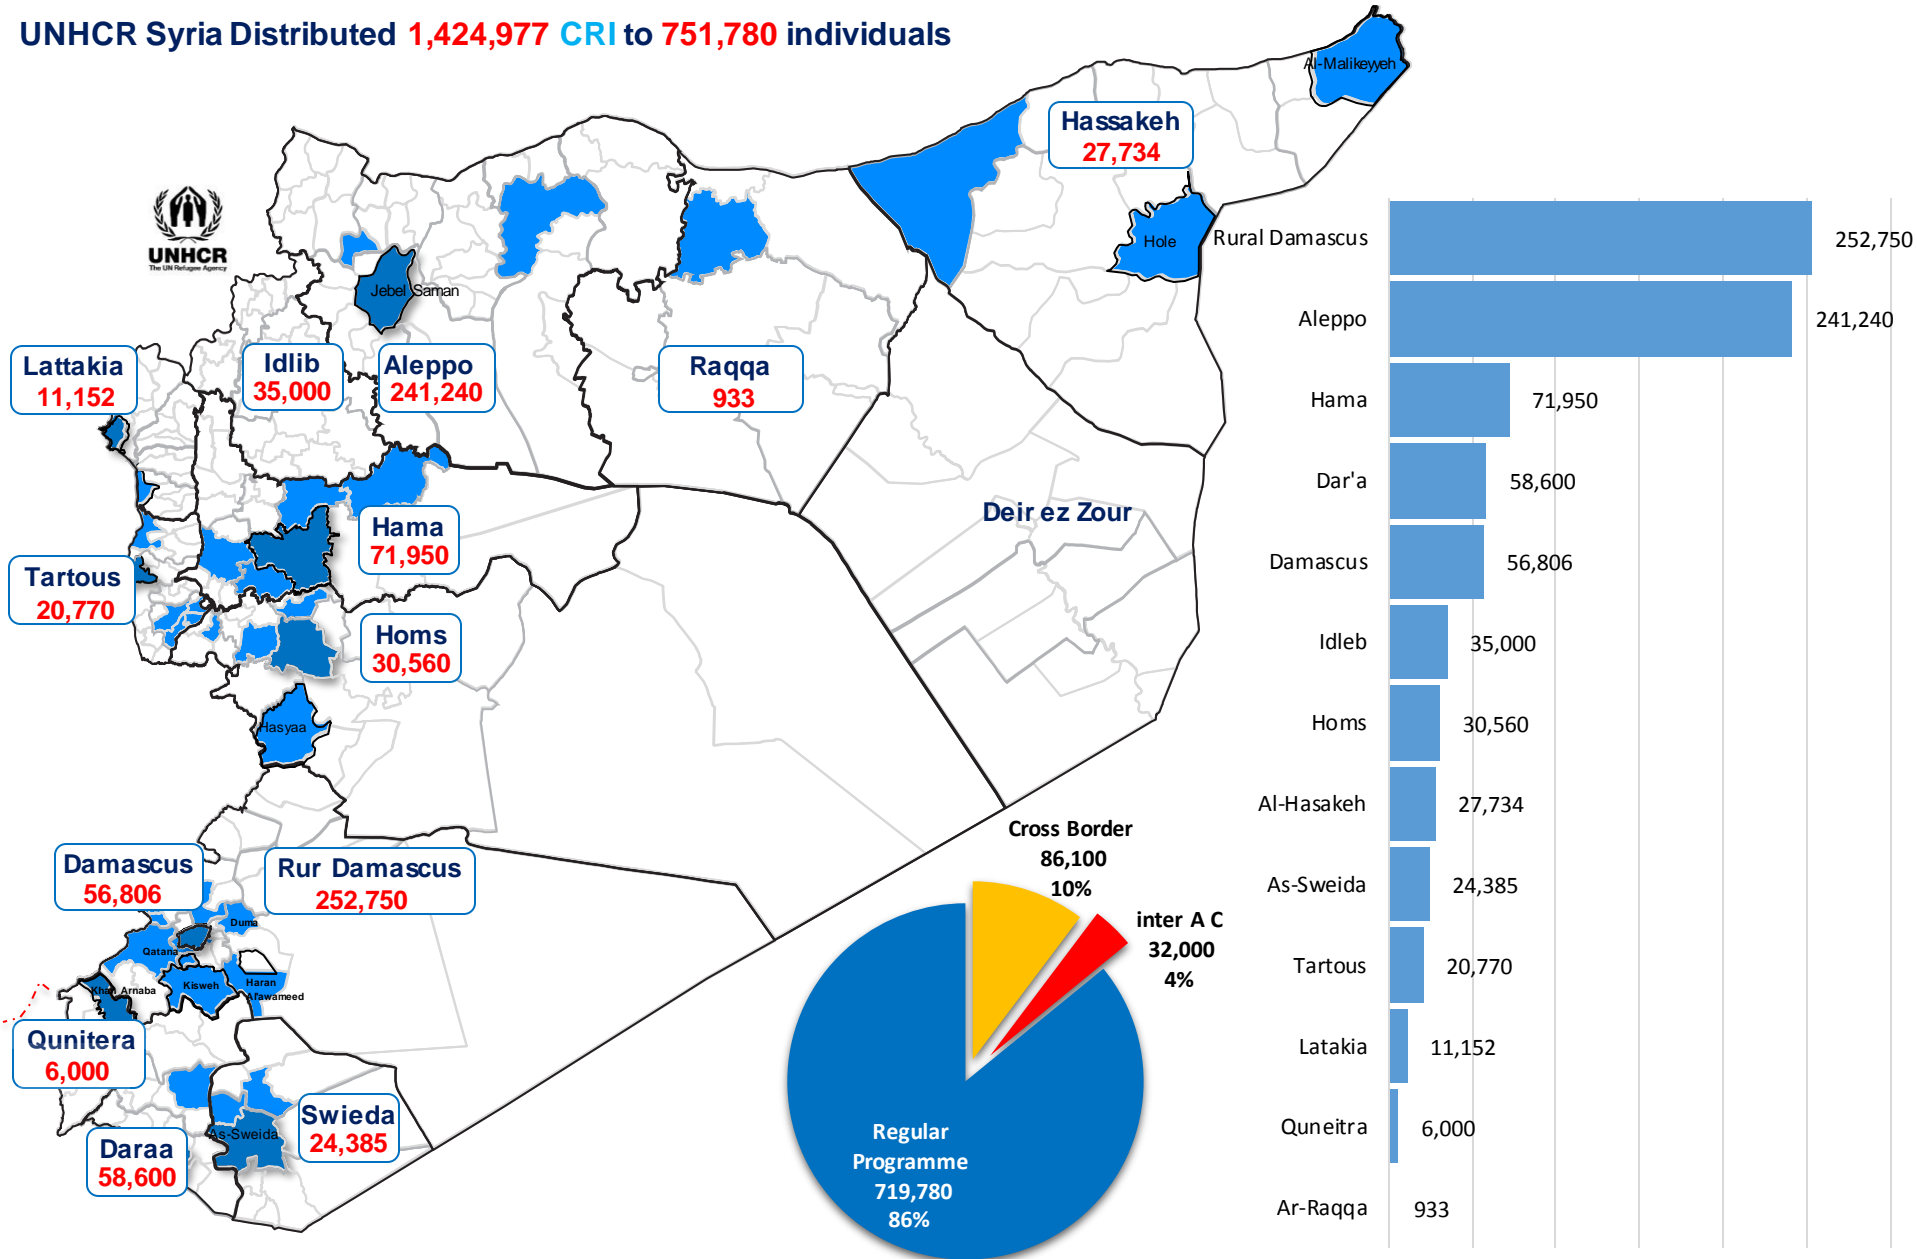 UNHCR Syria Distributed 1,424,977 CRI to 751,780 individuals
UNHCR
The UN Refugee Agency
Al-Malikeyyeh
Hassakeh
27,734
Hole
Jebel Saman
Lattakia
11,152
Idlib
35,000
Aleppo
241,240
Raqqa
933
Deir ez Zour
Hama
71,950
Tartous
20,770
Homs
30,560
Hasyaa
Damascus
56,806
Rur Damascus
252,750
Duma
Qatana
Khan Arnaba
Kisweh
Haran
Al'awameed
Qunitera
6,000
As-Sweida
Swieda
24,385
Daraa
58,600
Cross Border
86,100
10%
inter A C
32,000
4%
Regular
Programme
719,780
86%
Rural Damascus 252,750
Aleppo 241,240
Hama 71,950
Dar'a 58,600
Damascus 56,806
Idleb 35,000
Homs 30,560
Al-Hasakeh 27,734
As-Sweida 24,385
Tartous 20,770
Latakia 11,152
Quneitra 6,000
Ar-Raqqa 933